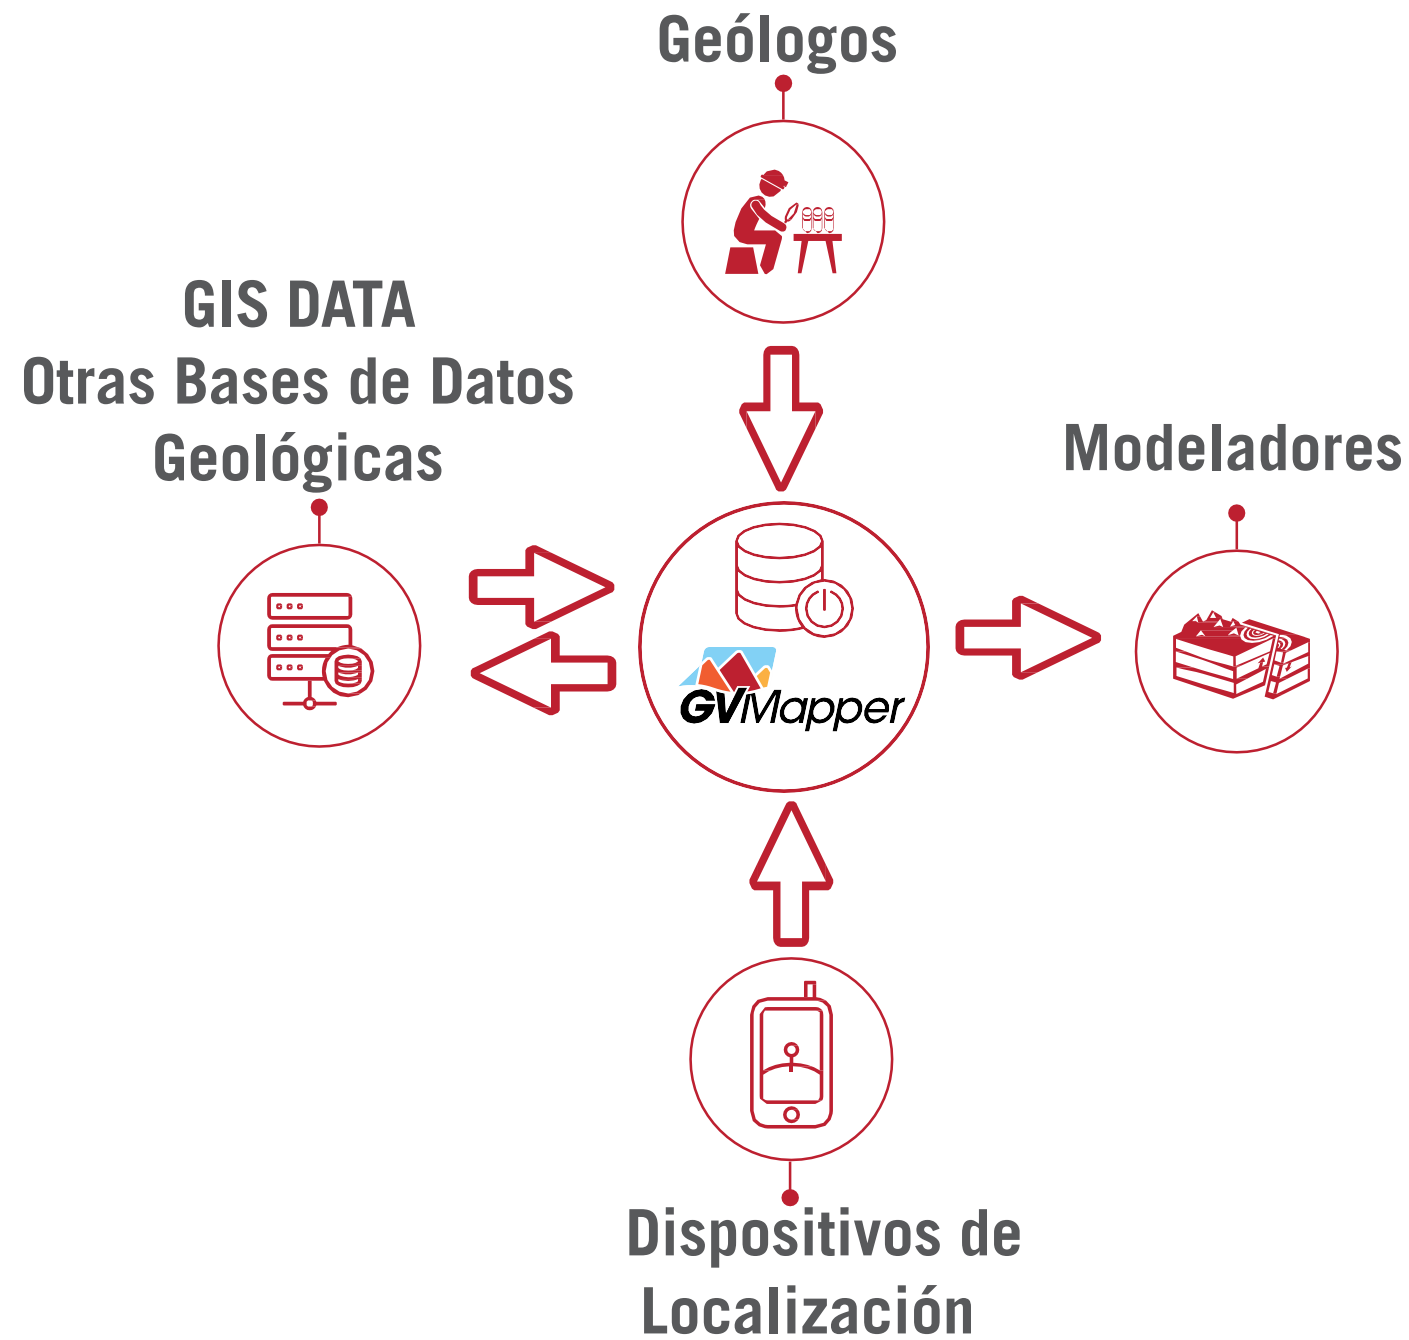 Geólogos
GIS DATA
Otras Bases de Datos
Geológicas
Modeladores
GVMapper
Dispositivos de
Localización